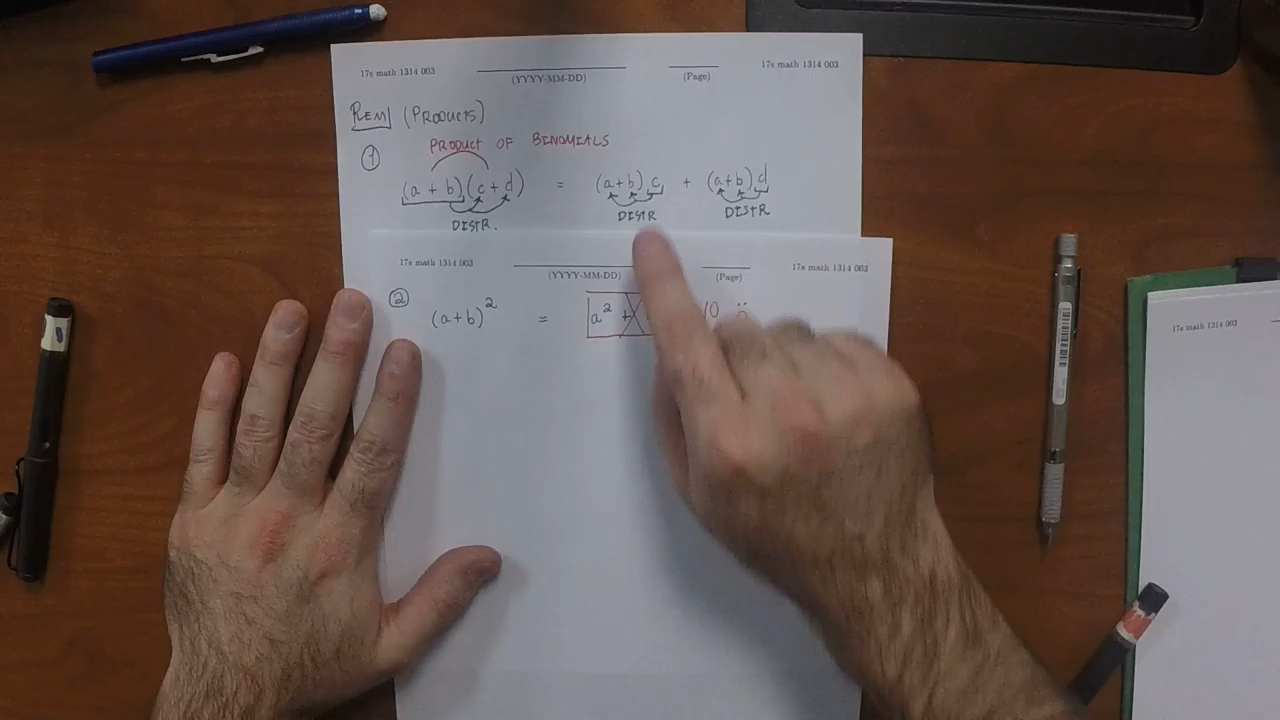 17s math 1314 003 (YYYY-MM-DD) (Page) 17s math 1314 003
REM (PRODUCTS)
PRODUCT OF BINOMIALS
① (a + b)(c + d) = (a+b)c + (a+b)d
DISTR. DISTR DISTR
17s math 1314 003 (YYYY-MM-DD) (Page) 17s math 1314 003
② (a+b)² = a² +
17s math 1314 003